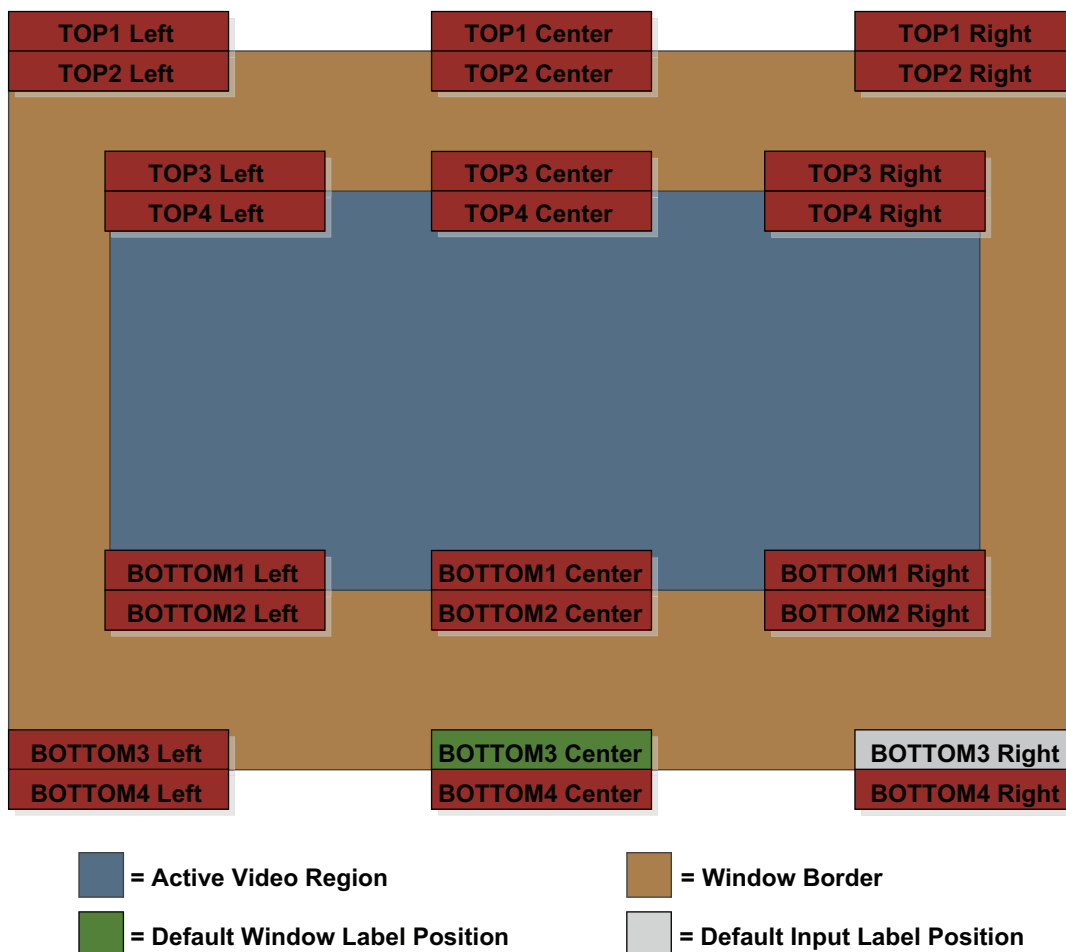 TOP1 Left TOP1 Center TOP1 Right
TOP2 Left TOP2 Center TOP2 Right
TOP3 Left TOP3 Center TOP3 Right
TOP4 Left TOP4 Center TOP4 Right
BOTTOM1 Left BOTTOM1 Center BOTTOM1 Right
BOTTOM2 Left BOTTOM2 Center BOTTOM2 Right
BOTTOM3 Left BOTTOM3 Center BOTTOM3 Right
BOTTOM4 Left BOTTOM4 Center BOTTOM4 Right
= Active Video Region = Window Border
= Default Window Label Position = Default Input Label Position